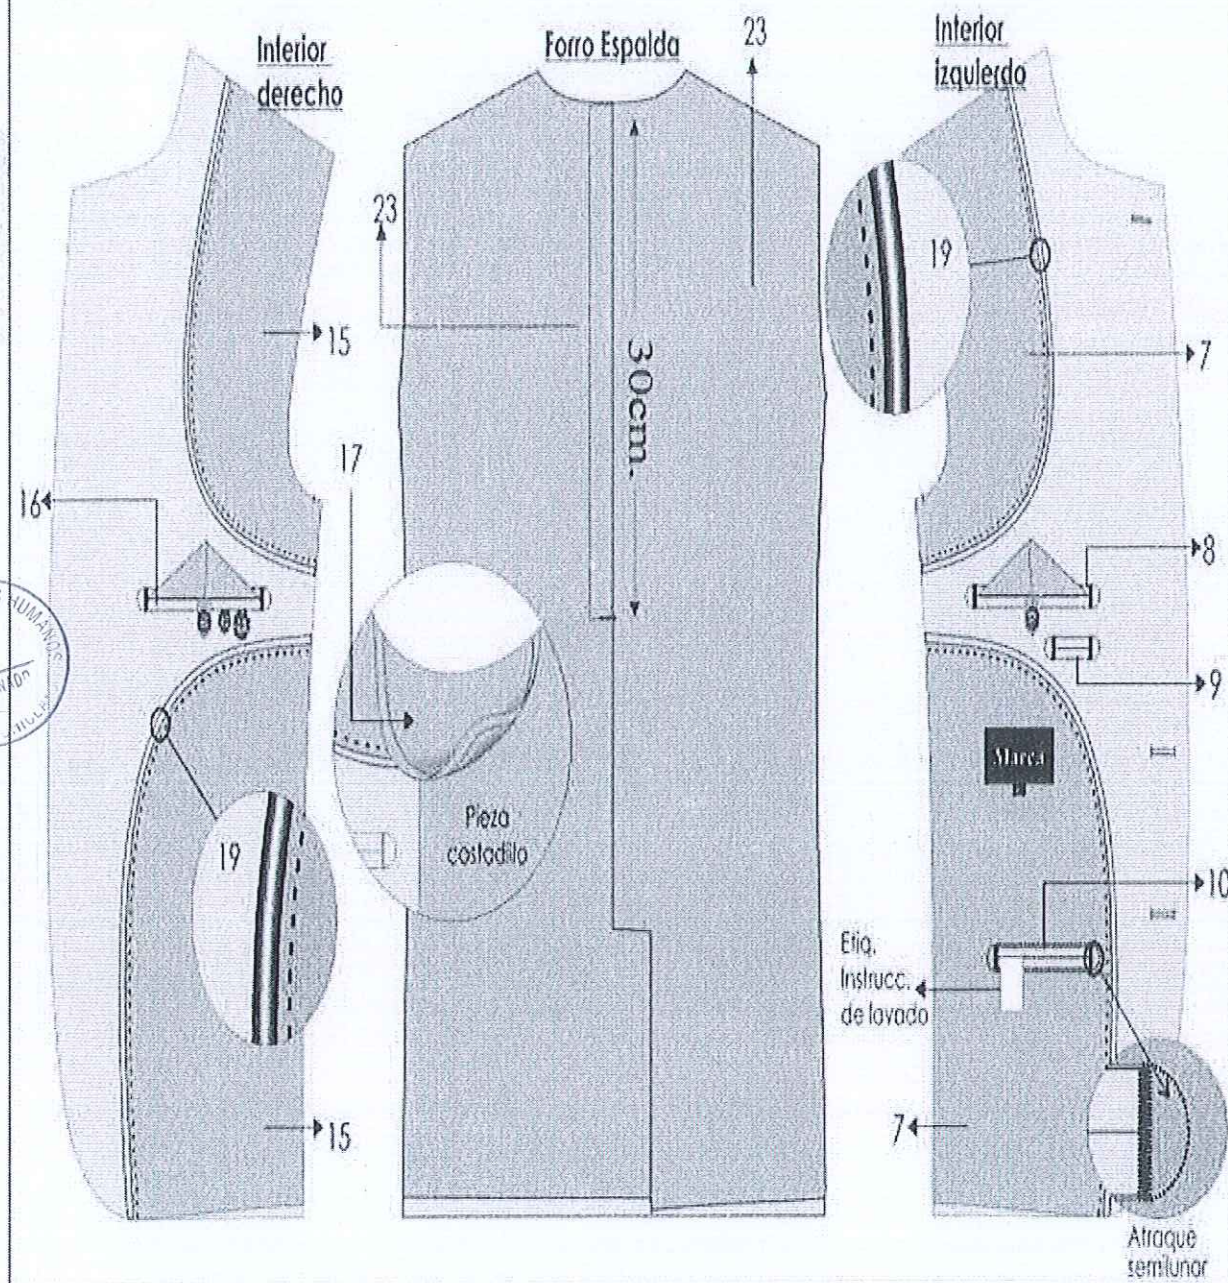 Interior
derecho
Forro Espalda
23
Interior
izquierdo
23
19
15
30cm.
7
17
16
8
9
HUMANOS
Marca
Pieza
costadillo
19
10
Etiq.
Instrucc.
de lavado
15
7
Atraque
semilunar